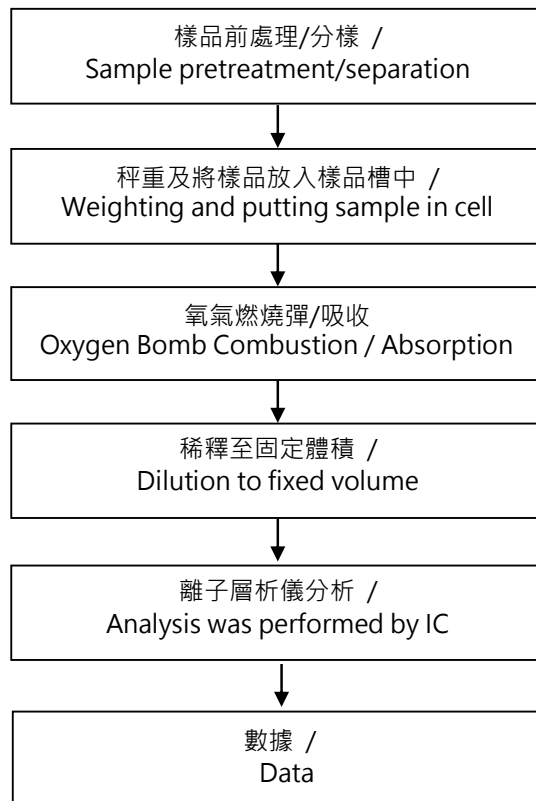 樣品前處理/分樣 /
Sample pretreatment/separation
秤重及將樣品放入樣品槽中 /
Weighting and putting sample in cell
氧氣燃燒彈/吸收
Oxygen Bomb Combustion / Absorption
稀釋至固定體積 /
Dilution to fixed volume
離子層析儀分析 /
Analysis was performed by IC
數據 /
Data